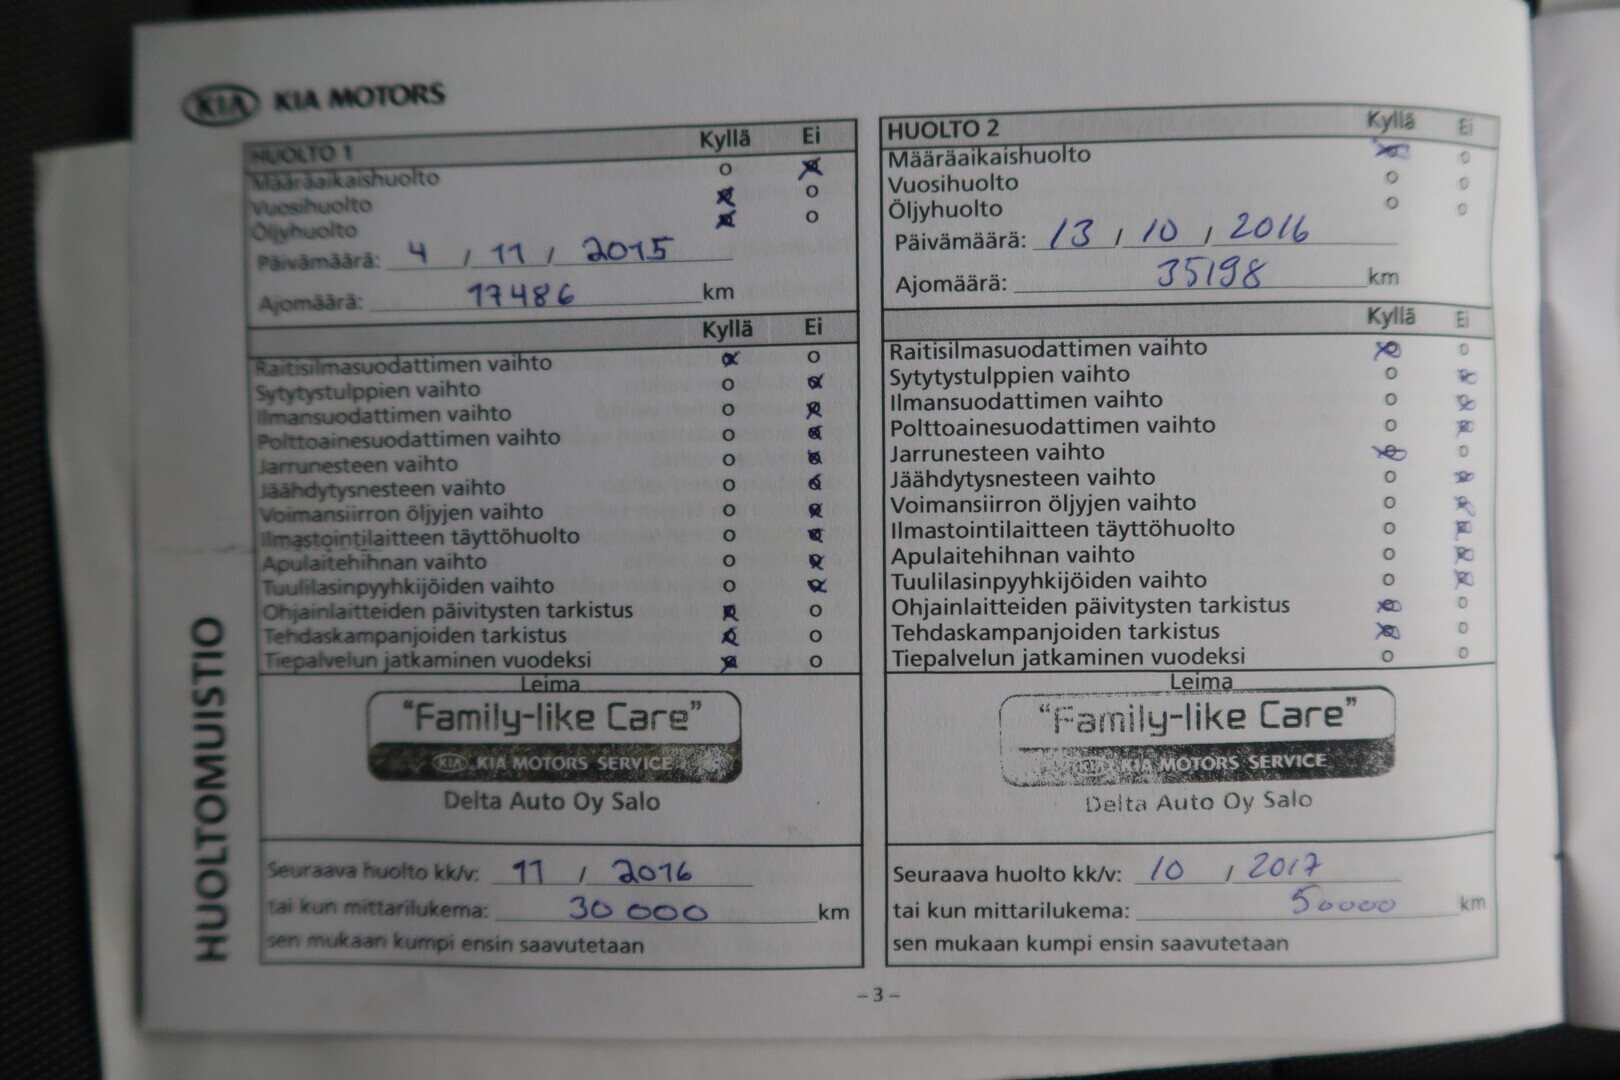 KIA KIA MOTORS
HUOLTOMUISTIO
HUOLTO 1 Kyllä Ei
Määräaikaishuolto o
Vuosihuolto o
Öljyhuolto o
Päivämäärä: 4 / 11 / 2015
Ajomäärä: 17486 km
Kyllä Ei
Raitisilmasuodattimen vaihto o
Sytytystulppien vaihto o
Ilmansuodattimen vaihto o
Polttoainesuodattimen vaihto o
Jarrunesteen vaihto o
Jäähdytysnesteen vaihto o
Voimansiirron öljyjen vaihto o
Ilmastointilaitteen täyttöhuolto o
Apulaitehihnan vaihto o
Tuulilasinpyyhkijöiden vaihto o
Ohjainlaitteiden päivitysten tarkistus o
Tehdaskampanjoiden tarkistus o
Tiepalvelun jatkaminen vuodeksi o
Leima
"Family-like Care"
KIA KIA MOTORS SERVICE
Delta Auto Oy Salo
Seuraava huolto kk/v: 11 / 2016
tai kun mittarilukema: 30 000 km
sen mukaan kumpi ensin saavutetaan
HUOLTO 2 Kyllä Ei
Määräaikaishuolto o
Vuosihuolto o o
Öljyhuolto o o
Päivämäärä: 13 / 10 / 2016
Ajomäärä: 35198 km
Kyllä Ei
Raitisilmasuodattimen vaihto o
Sytytystulppien vaihto o
Ilmansuodattimen vaihto o
Polttoainesuodattimen vaihto o
Jarrunesteen vaihto o
Jäähdytysnesteen vaihto o
Voimansiirron öljyjen vaihto o
Ilmastointilaitteen täyttöhuolto o
Apulaitehihnan vaihto o
Tuulilasinpyyhkijöiden vaihto o
Ohjainlaitteiden päivitysten tarkistus o
Tehdaskampanjoiden tarkistus o
Tiepalvelun jatkaminen vuodeksi o o
Leima
"Family-like Care"
KIA KIA MOTORS SERVICE
Delta Auto Oy Salo
Seuraava huolto kk/v: 10 / 2017
tai kun mittarilukema: 50000 km
sen mukaan kumpi ensin saavutetaan
– 3 –